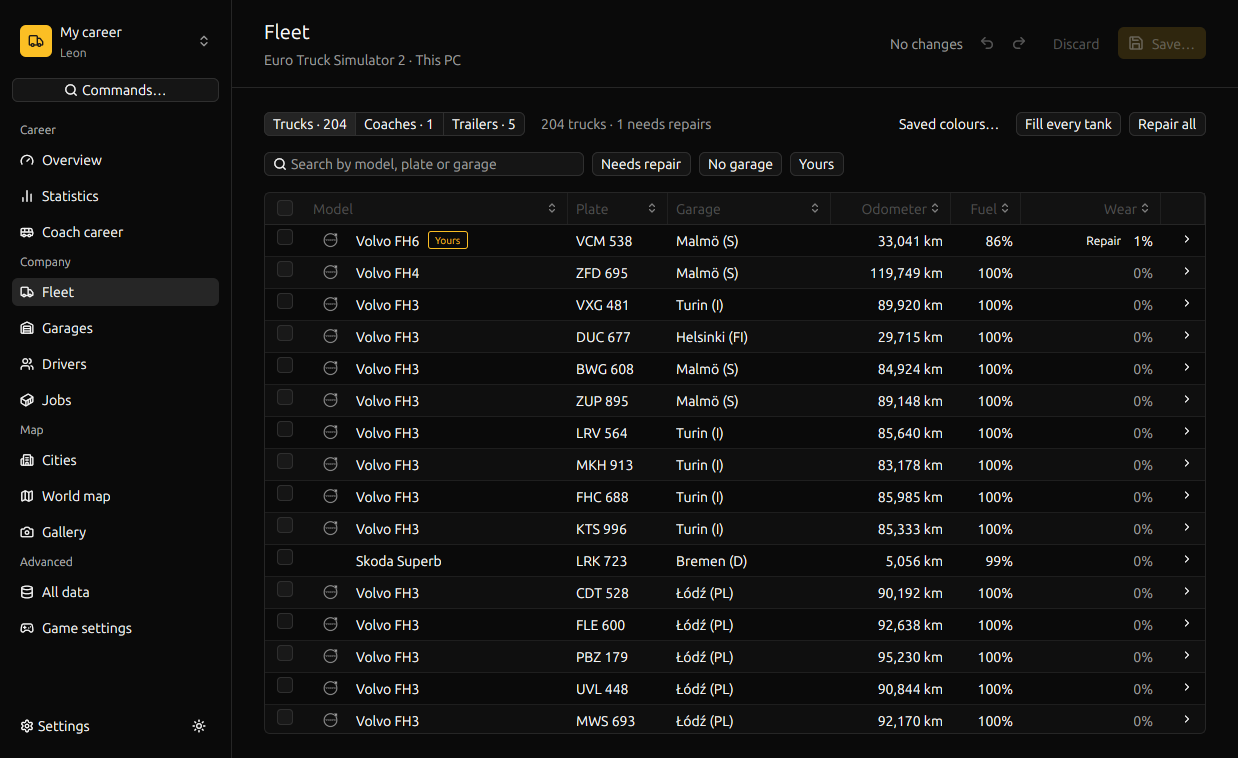 My career
Leon
Commands…
Career
Overview
Statistics
Coach career
Company
Fleet
Garages
Drivers
Jobs
Map
Cities
World map
Gallery
Advanced
All data
Game settings
Settings
Fleet
Euro Truck Simulator 2 · This PC
No changes Discard Save…
Trucks · 204 Coaches · 1 Trailers · 5 204 trucks · 1 needs repairs Saved colours… Fill every tank Repair all
Search by model, plate or garage Needs repair No garage Yours
Model Plate Garage Odometer Fuel Wear
Volvo FH6 Yours VCM 538 Malmö (S) 33,041 km 86% Repair 1%
Volvo FH4 ZFD 695 Malmö (S) 119,749 km 100% 0%
Volvo FH3 VXG 481 Turin (I) 89,920 km 100% 0%
Volvo FH3 DUC 677 Helsinki (FI) 29,715 km 100% 0%
Volvo FH3 BWG 608 Malmö (S) 84,924 km 100% 0%
Volvo FH3 ZUP 895 Malmö (S) 89,148 km 100% 0%
Volvo FH3 LRV 564 Turin (I) 85,640 km 100% 0%
Volvo FH3 MKH 913 Turin (I) 83,178 km 100% 0%
Volvo FH3 FHC 688 Turin (I) 85,985 km 100% 0%
Volvo FH3 KTS 996 Turin (I) 85,333 km 100% 0%
Skoda Superb LRK 723 Bremen (D) 5,056 km 99% 0%
Volvo FH3 CDT 528 Łódź (PL) 90,192 km 100% 0%
Volvo FH3 FLE 600 Łódź (PL) 92,638 km 100% 0%
Volvo FH3 PBZ 179 Łódź (PL) 95,230 km 100% 0%
Volvo FH3 UVL 448 Łódź (PL) 90,844 km 100% 0%
Volvo FH3 MWS 693 Łódź (PL) 92,170 km 100% 0%